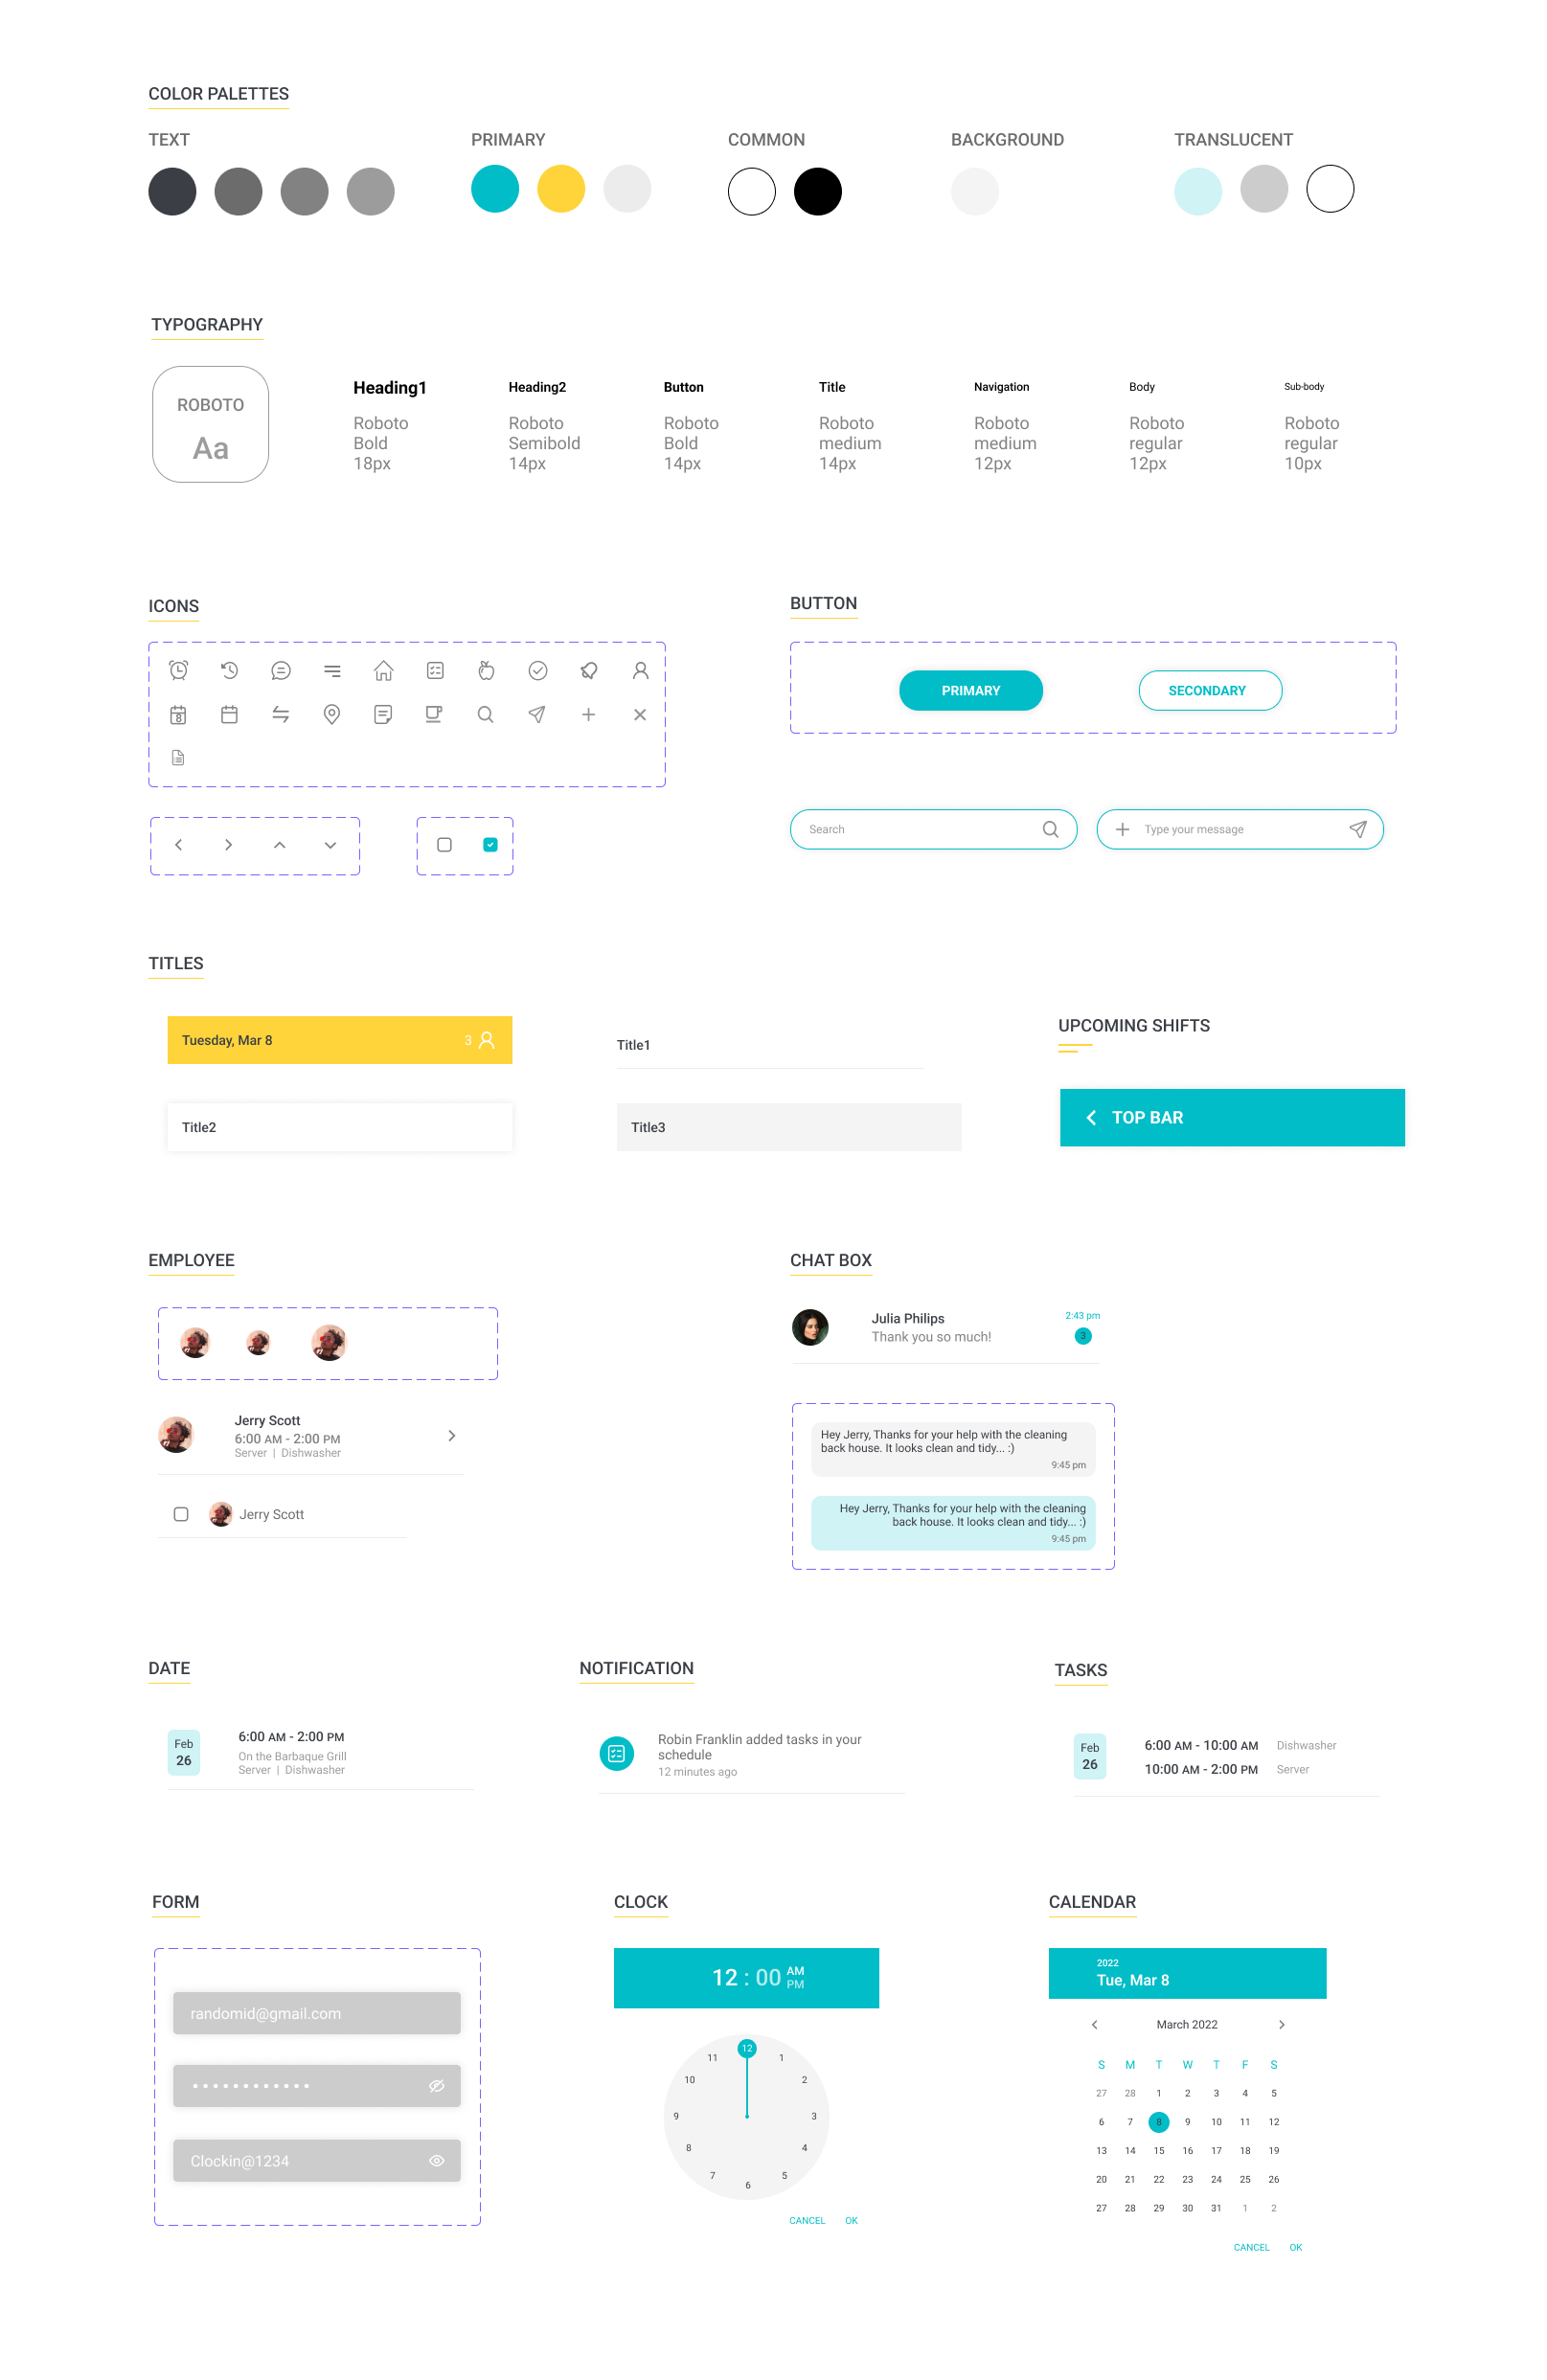 COLOR PALETTES
TEXT
PRIMARY
COMMON
BACKGROUND
TRANSLUCENT
TYPOGRAPHY
ROBOTO
Aa
Heading1
Roboto
Bold
18px
Heading2
Roboto
Semibold
14px
Button
Roboto
Bold
14px
Title
Roboto
medium
14px
Navigation
Roboto
medium
12px
Body
Roboto
regular
12px
Sub-body
Roboto
regular
10px
ICONS
8
BUTTON
PRIMARY
SECONDARY
Search
Type your message
TITLES
Tuesday, Mar 8 3
Title1
UPCOMING SHIFTS
Title2
Title3
TOP BAR
EMPLOYEE
Jerry Scott
6:00 AM - 2:00 PM
Server | Dishwasher
Jerry Scott
CHAT BOX
Julia Philips 2:43 pm
Thank you so much! 3
Hey Jerry, Thanks for your help with the cleaning
back house. It looks clean and tidy... :)
9:45 pm
Hey Jerry, Thanks for your help with the cleaning
back house. It looks clean and tidy... :)
9:45 pm
DATE
Feb
26
6:00 AM - 2:00 PM
On the Barbaque Grill
Server | Dishwasher
NOTIFICATION
Robin Franklin added tasks in your
schedule
12 minutes ago
TASKS
Feb
26
6:00 AM - 10:00 AM Dishwasher
10:00 AM - 2:00 PM Server
FORM
randomid@gmail.com
Clockin@1234
CLOCK
12 : 00 AM
PM
12
1
2
3
4
5
6
7
8
9
10
11
CANCEL OK
CALENDAR
2022
Tue, Mar 8
March 2022
S M T W T F S
27 28 1 2 3 4 5
6 7 8 9 10 11 12
13 14 15 16 17 18 19
20 21 22 23 24 25 26
27 28 29 30 31 1 2
CANCEL OK